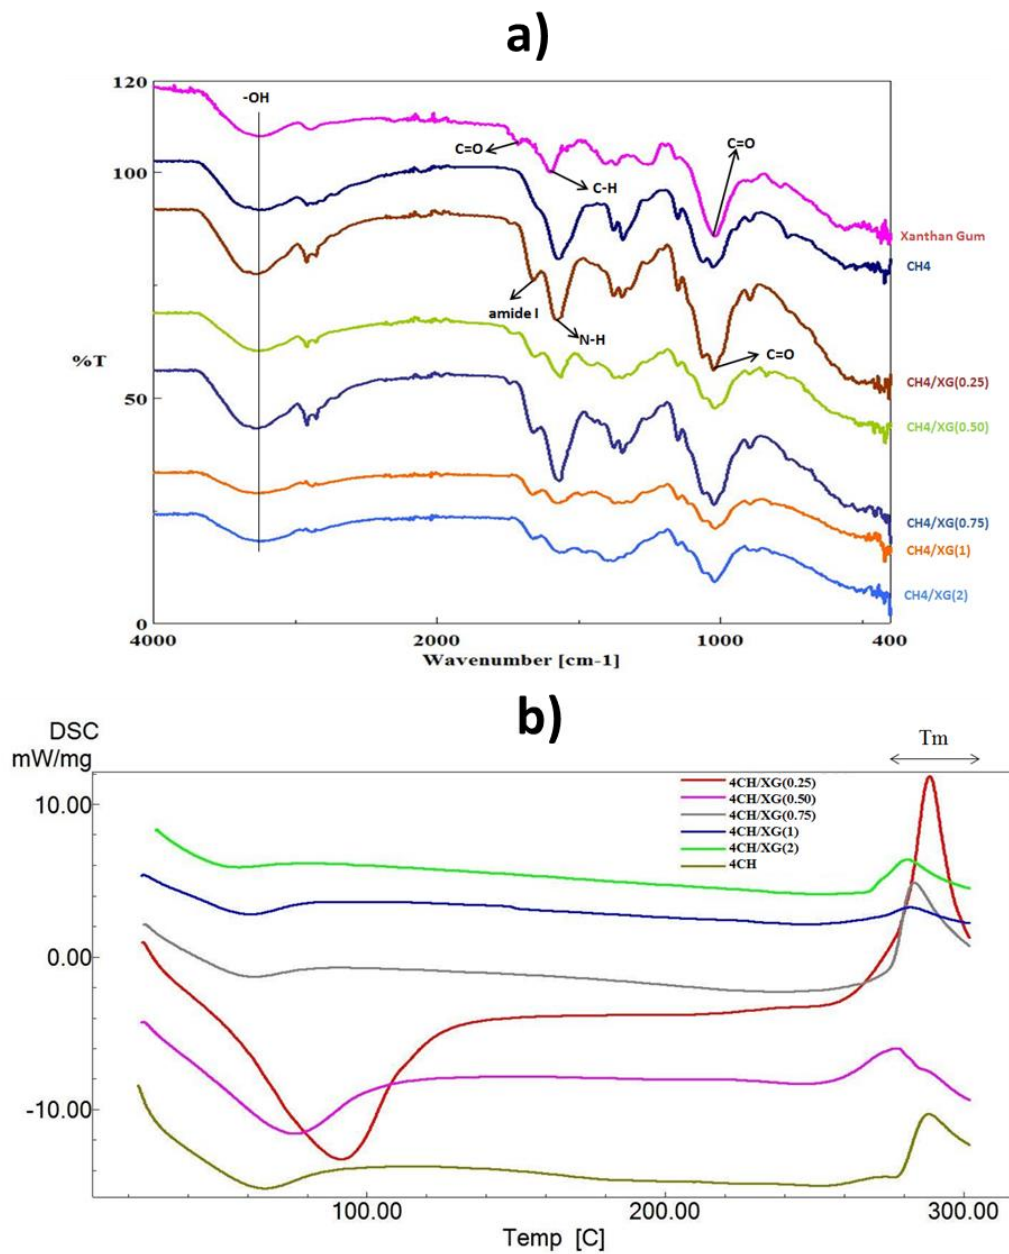 a)
120
-OH
C=O
C=O
C-H
100
Xanthan Gum
CH4
amide I
N-H
C=O
%T
CH4/XG(0.25)
CH4/XG(0.50)
50
CH4/XG(0.75)
CH4/XG(1)
CH4/XG(2)
0
4000
2000
1000
400
Wavenumber [cm-1]
b)
DSC
mW/mg
Tm
4CH/XG(0.25)
4CH/XG(0.50)
4CH/XG(0.75)
4CH/XG(1)
4CH/XG(2)
4CH
10.00
0.00
-10.00
100.00
200.00
300.00
Temp [C]